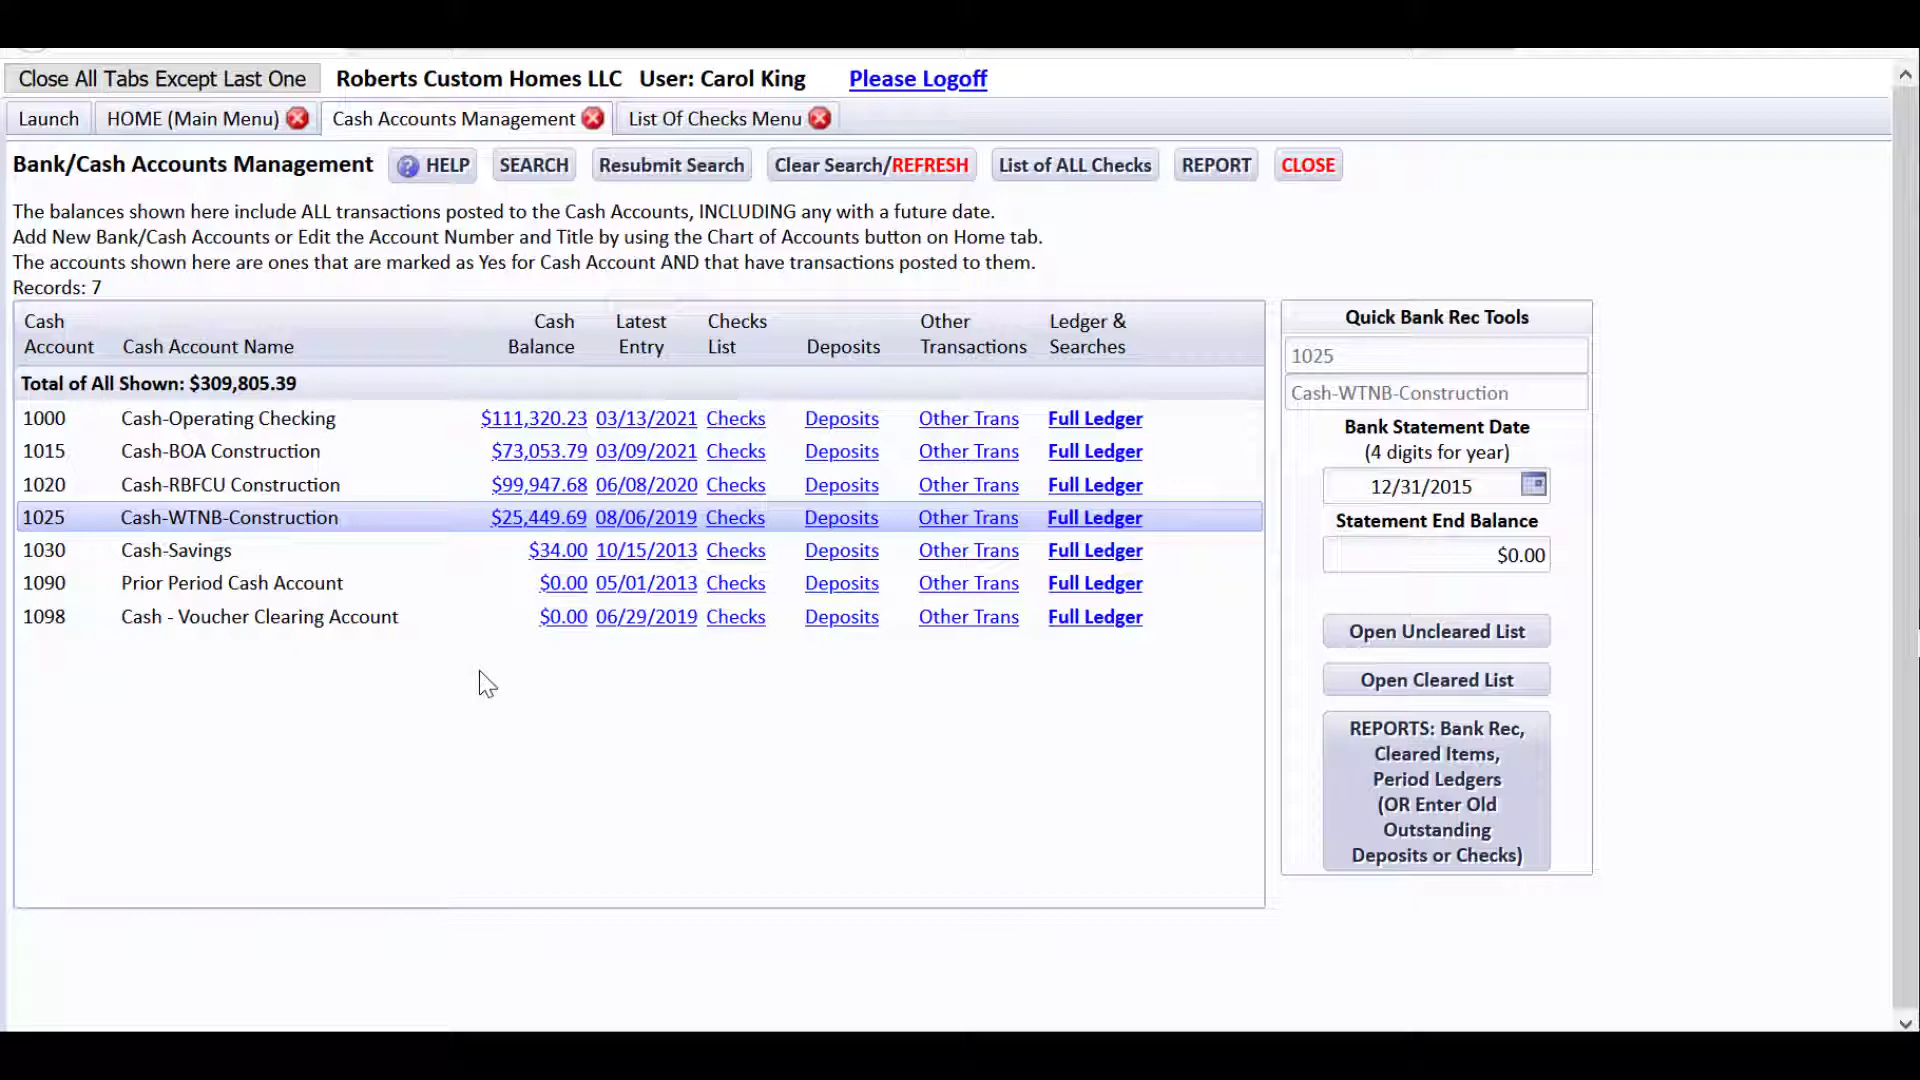 Close All Tabs Except Last One Roberts Custom Homes LLC User: Carol King Please Logoff
Launch HOME (Main Menu) Cash Accounts Management List Of Checks Menu
Bank/Cash Accounts Management ? HELP SEARCH Resubmit Search Clear Search/REFRESH List of ALL Checks REPORT CLOSE
The balances shown here include ALL transactions posted to the Cash Accounts, INCLUDING any with a future date.
Add New Bank/Cash Accounts or Edit the Account Number and Title by using the Chart of Accounts button on Home tab.
The accounts shown here are ones that are marked as Yes for Cash Account AND that have transactions posted to them.
Records: 7
Cash Account Cash Account Name Cash Balance Latest Entry Checks List Deposits Other Transactions Ledger & Searches
Total of All Shown: $309,805.39
1000 Cash-Operating Checking $111,320.23 03/13/2021 Checks Deposits Other Trans Full Ledger
1015 Cash-BOA Construction $73,053.79 03/09/2021 Checks Deposits Other Trans Full Ledger
1020 Cash-RBFCU Construction $99,947.68 06/08/2020 Checks Deposits Other Trans Full Ledger
1025 Cash-WTNB-Construction $25,449.69 08/06/2019 Checks Deposits Other Trans Full Ledger
1030 Cash-Savings $34.00 10/15/2013 Checks Deposits Other Trans Full Ledger
1090 Prior Period Cash Account $0.00 05/01/2013 Checks Deposits Other Trans Full Ledger
1098 Cash - Voucher Clearing Account $0.00 06/29/2019 Checks Deposits Other Trans Full Ledger
Quick Bank Rec Tools
1025
Cash-WTNB-Construction
Bank Statement Date
(4 digits for year)
12/31/2015
Statement End Balance
$0.00
Open Uncleared List
Open Cleared List
REPORTS: Bank Rec,
Cleared Items,
Period Ledgers
(OR Enter Old
Outstanding
Deposits or Checks)